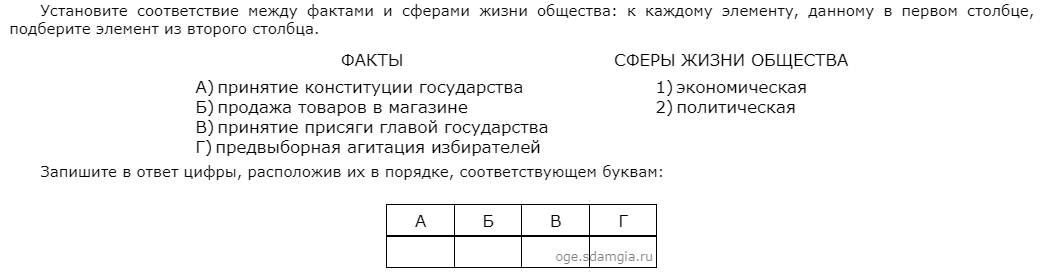 Установите соответствие между фактами и сферами жизни общества: к каждому элементу, данному в первом столбце,
подберите элемент из второго столбца.
ФАКТЫ
СФЕРЫ ЖИЗНИ ОБЩЕСТВА
А) принятие конституции государства
Б) продажа товаров в магазине
В) принятие присяги главой государства
Г) предвыборная агитация избирателей
1) экономическая
2) политическая
Запишите в ответ цифры, расположив их в порядке, соответствующем буквам:
А Б В Г
oge.sdamgia.ru